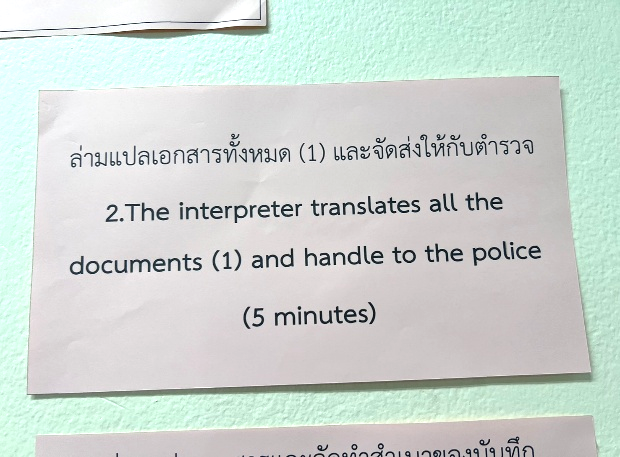 ล่ามแปลเอกสารทั้งหมด (1) และจัดส่งให้กับตำรวจ
2.The interpreter translates all the
documents (1) and handle to the police
(5 minutes)